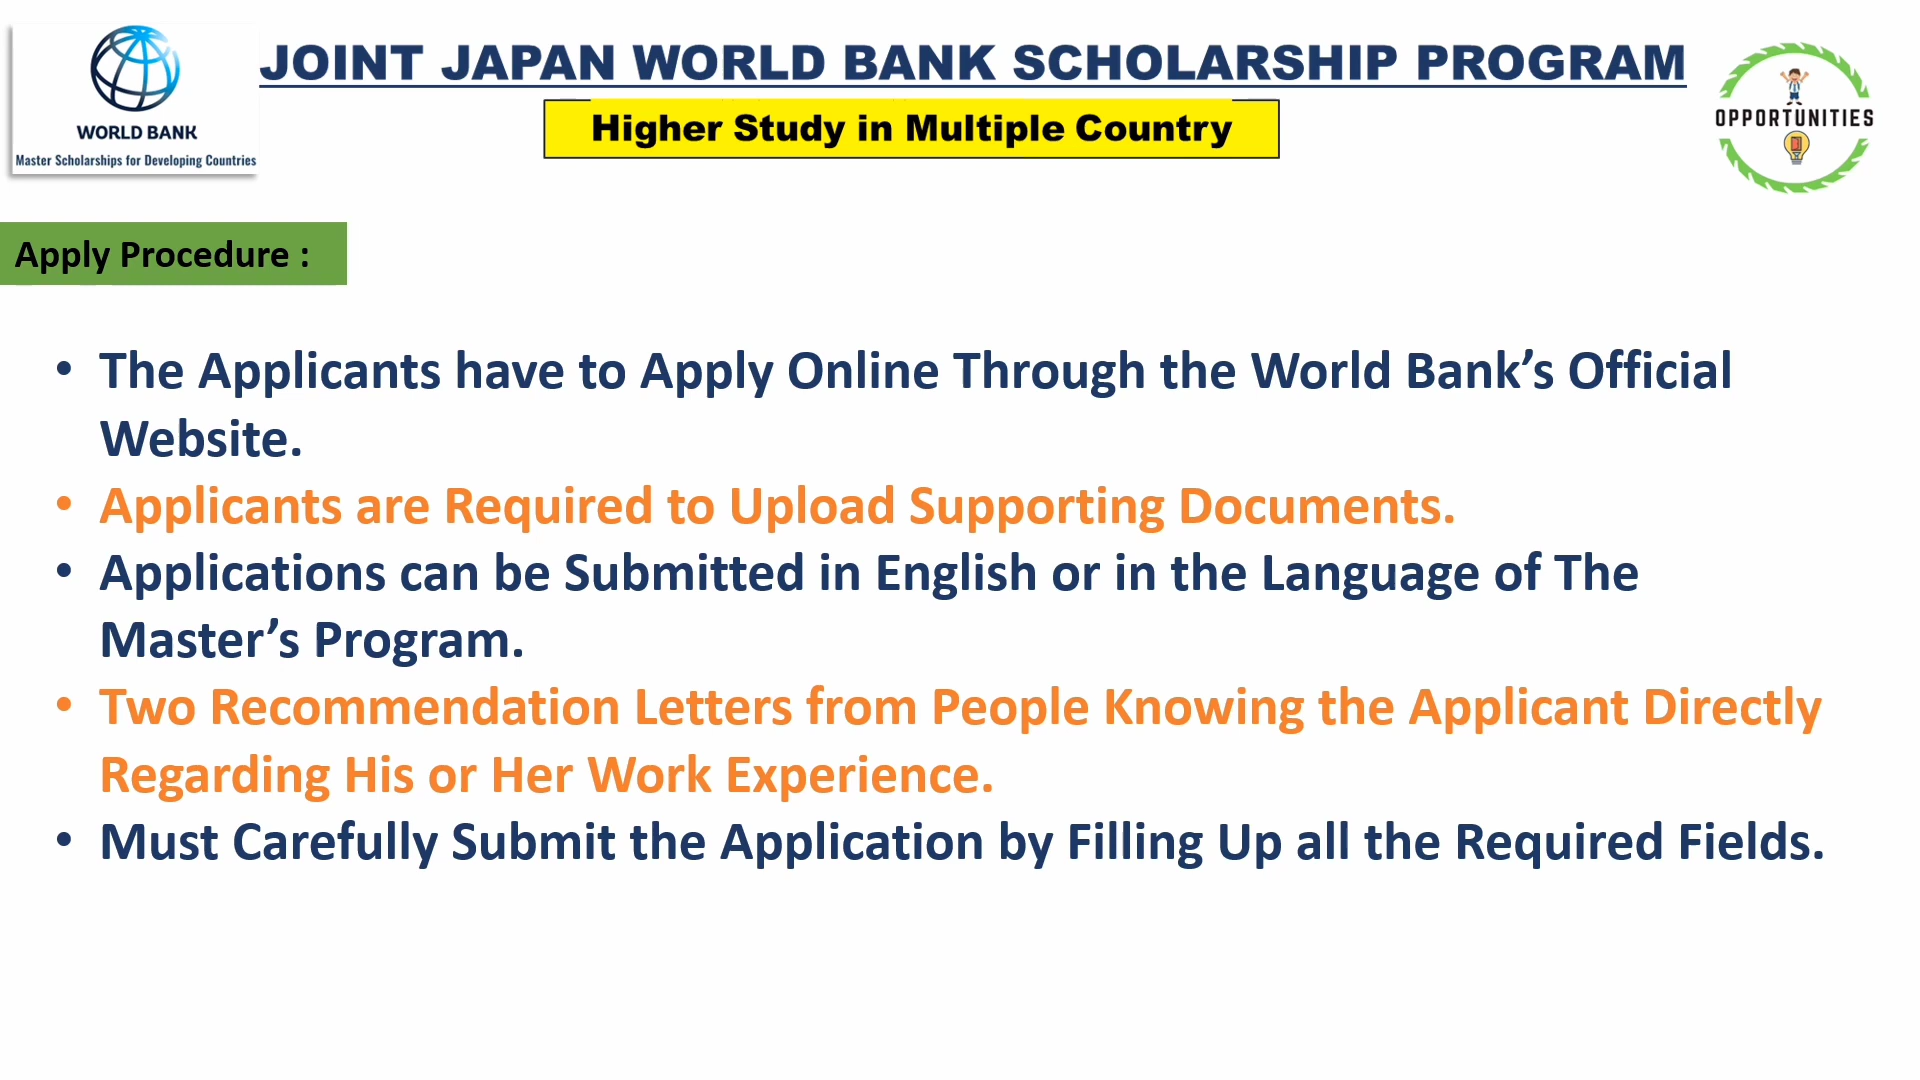 WORLD BANK
Master Scholarships for Developing Countries
JOINT JAPAN WORLD BANK SCHOLARSHIP PROGRAM
Higher Study in Multiple Country
OPPORTUNITIES
Apply Procedure :
• The Applicants have to Apply Online Through the World Bank’s Official
Website.
• Applicants are Required to Upload Supporting Documents.
• Applications can be Submitted in English or in the Language of The
Master’s Program.
• Two Recommendation Letters from People Knowing the Applicant Directly
Regarding His or Her Work Experience.
• Must Carefully Submit the Application by Filling Up all the Required Fields.